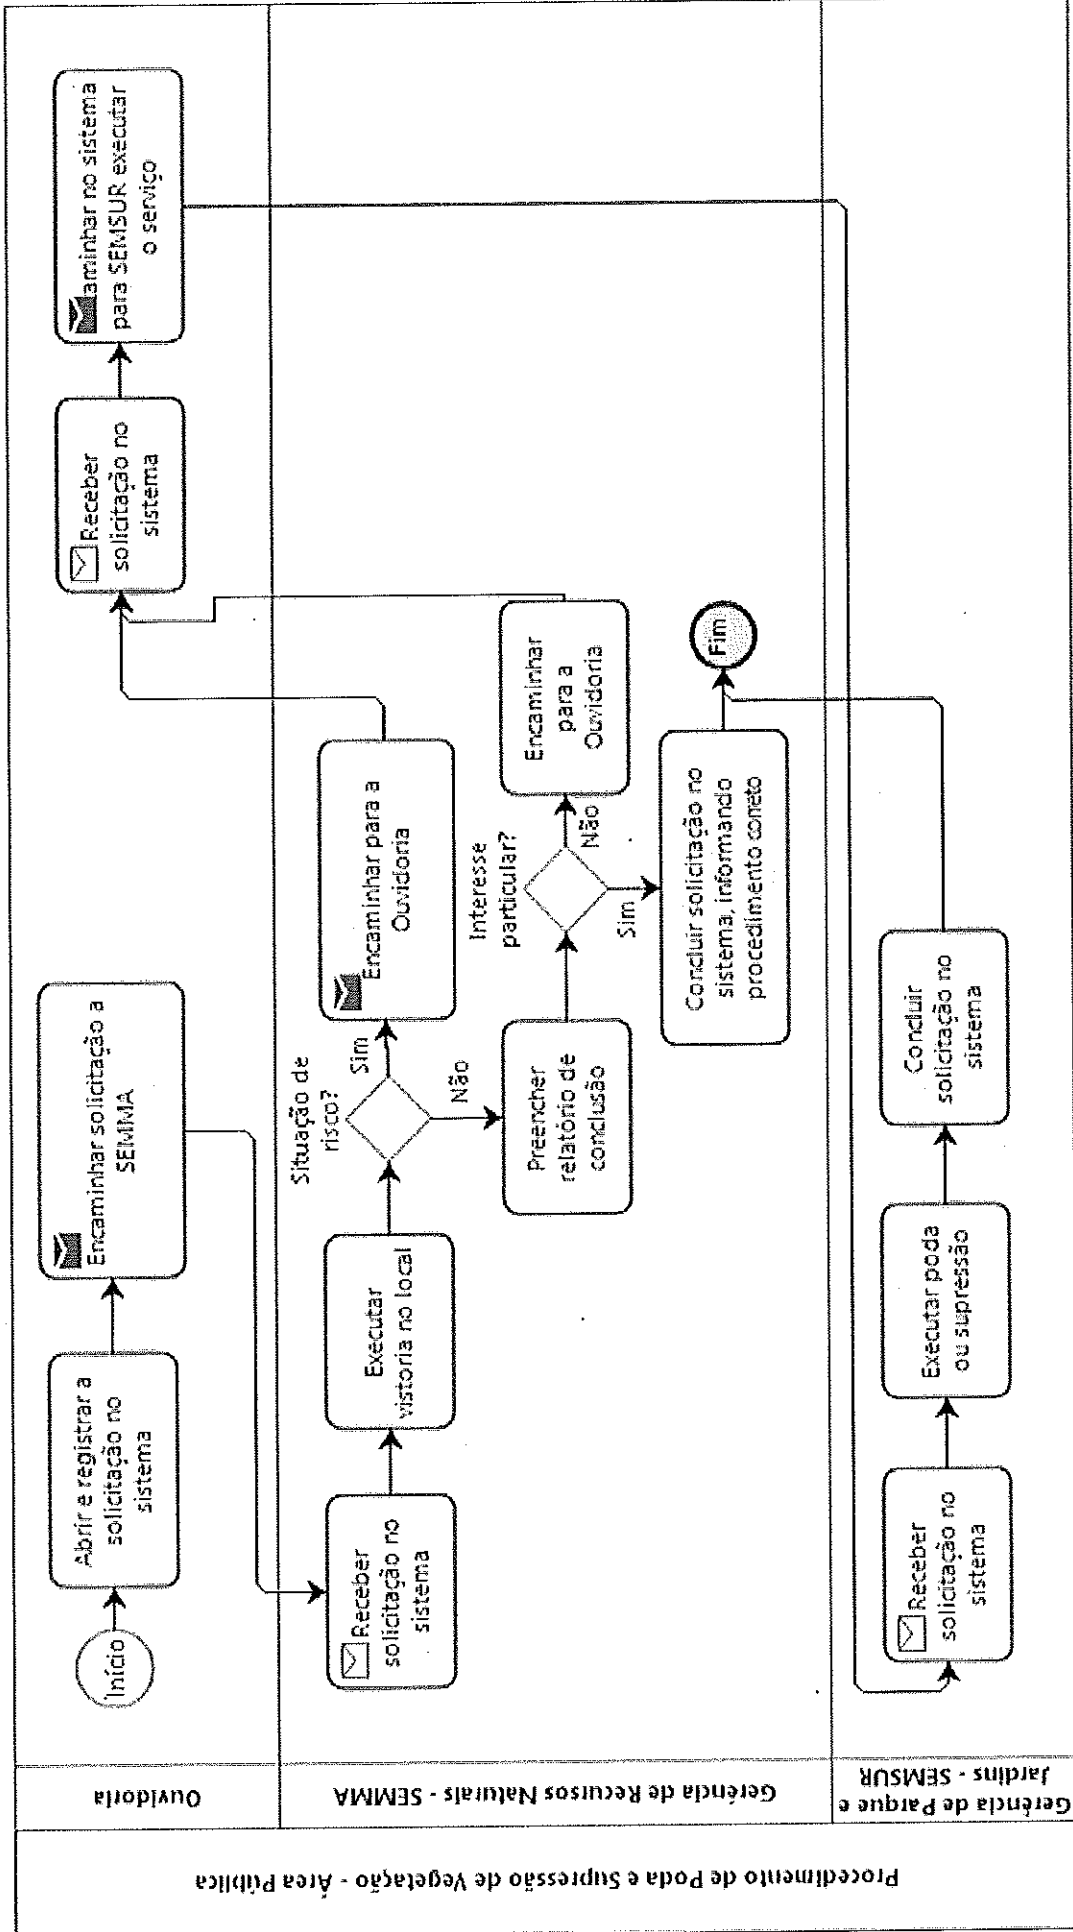 Procedimento de Poda e Supressão de Vegetação - Área Pública
Ouvidoria
Início
Abrir e registrar a
solicitação no
sistema
Encaminhar solicitação a
SEMMA
Receber
solicitação no
sistema
aminhar no sistema
para SEMSUR executar
o serviço
Gerência de Recursos Naturais - SEMMA
Receber
solicitação no
sistema
Executar
vistoria no local
Situação de
risco?
Sim
Não
Encaminhar para a
Ouvidoria
Preencher
relatório de
conclusão
Interesse
particular?
Não
Sim
Encaminhar
para a
Ouvidoria
Concluir solicitação no
sistema, informando
procedimento correto
Fim
Gerência de Parque e
Jardins - SEMSUR
Receber
solicitação no
sistema
Executar poda
ou supressão
Concluir
solicitação no
sistema